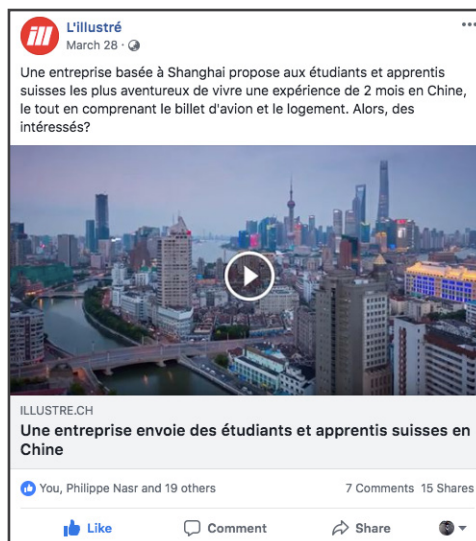 ill
L'illustré
March 28 ·
Une entreprise basée à Shanghai propose aux étudiants et apprentis
suisses les plus aventureux de vivre une expérience de 2 mois en Chine,
le tout en comprenant le billet d'avion et le logement. Alors, des
intéressés?
ILLUSTRE.CH
Une entreprise envoie des étudiants et apprentis suisses en
Chine
You, Philippe Nasr and 19 others 7 Comments 15 Shares
Like Comment Share